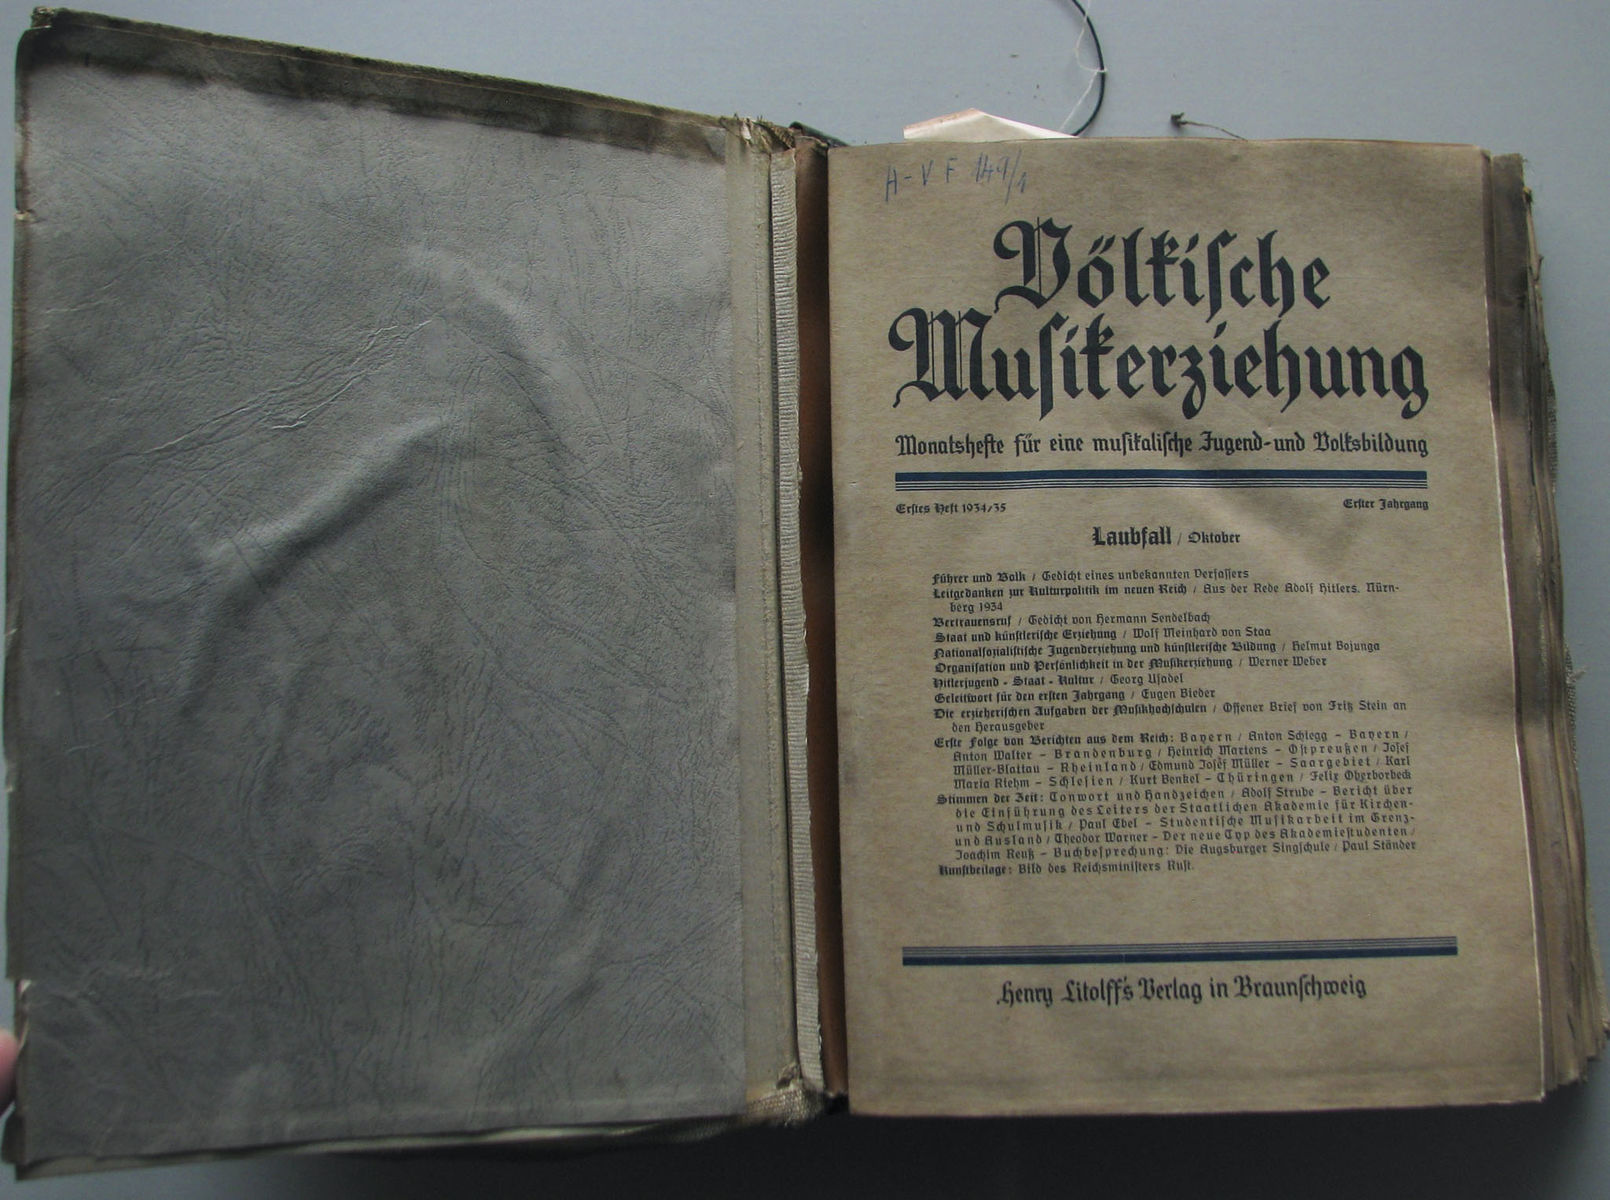 H-VF 149/1
Völkische
Musikerziehung
Monatshefte für eine musikalische Jugend-und Volksbildung
Erstes Heft 1934/35
Erster Jahrgang
Laubfall / Oktober
Führer und Volk / Gedicht eines unbekannten Verfassers
Leitgedanken zur Kulturpolitik im neuen Reich / Aus der Rede Adolf Hitlers. Nürn-
berg 1934
Vertrauensruf / Gedicht von Hermann Sendelbach
Staat und künstlerische Erziehung / Wolf Meinhard von Staa
Nationalsozialistische Jugenderziehung und künstlerische Bildung / Helmut Bojunga
Organisation und Persönlichkeit in der Musikerziehung / Werner Weber
Hitlerjugend - Staat - Kultur / Georg Usadel
Geleitwort für den ersten Jahrgang / Eugen Bieder
Die erzieherischen Aufgaben der Musikhochschulen / Offener Brief von Fritz Stein an
den Herausgeber
Erste Folge von Berichten aus dem Reich: Bayern / Anton Schiegg – Bayern /
Anton Walter – Brandenburg / Heinrich Martens – Ostpreußen / Josef
Müller-Blattau – Rheinland / Edmund Josef Müller – Saargebiet / Karl
Maria Riehm – Schlesien / Kurt Benkel – Thüringen / Felix Oberborbeck
Stimmen der Zeit: Tonwort und Handzeichen / Adolf Strube – Bericht über
die Einführung des Leiters der Staatlichen Akademie für Kirchen-
und Schulmusik / Paul Ebel – Studentische Musikarbeit im Grenz-
und Ausland / Theodor Warner – Der neue Typ des Akademiestudenten /
Joachim Reuß – Buchbesprechung: Die Augsburger Singschule / Paul Ständer
Kunstbeilage: Bild des Reichsministers Rust.
Henry Litolff's Verlag in Braunschweig